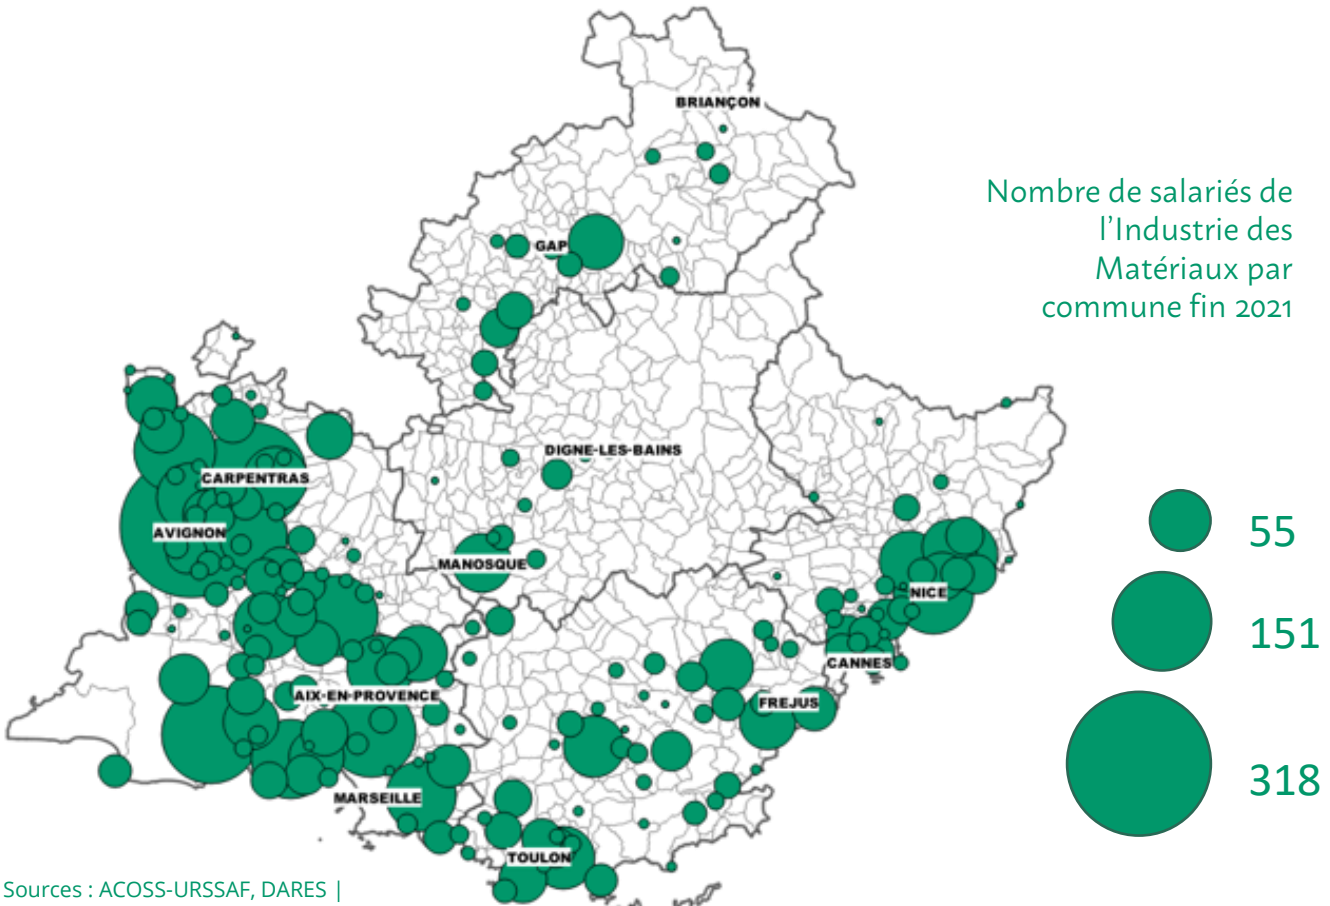 BRIANÇON
Nombre de salariés de
l'Industrie des
Matériaux par
commune fin 2021
GAP
DIGNE-LES-BAINS
CARPENTRAS
AVIGNON
MANOSQUE
NICE
CANNES
AIX-EN-PROVENCE
FREJUS
MARSEILLE
TOULON
55
151
318
Sources : ACOSS-URSSAF, DARES |